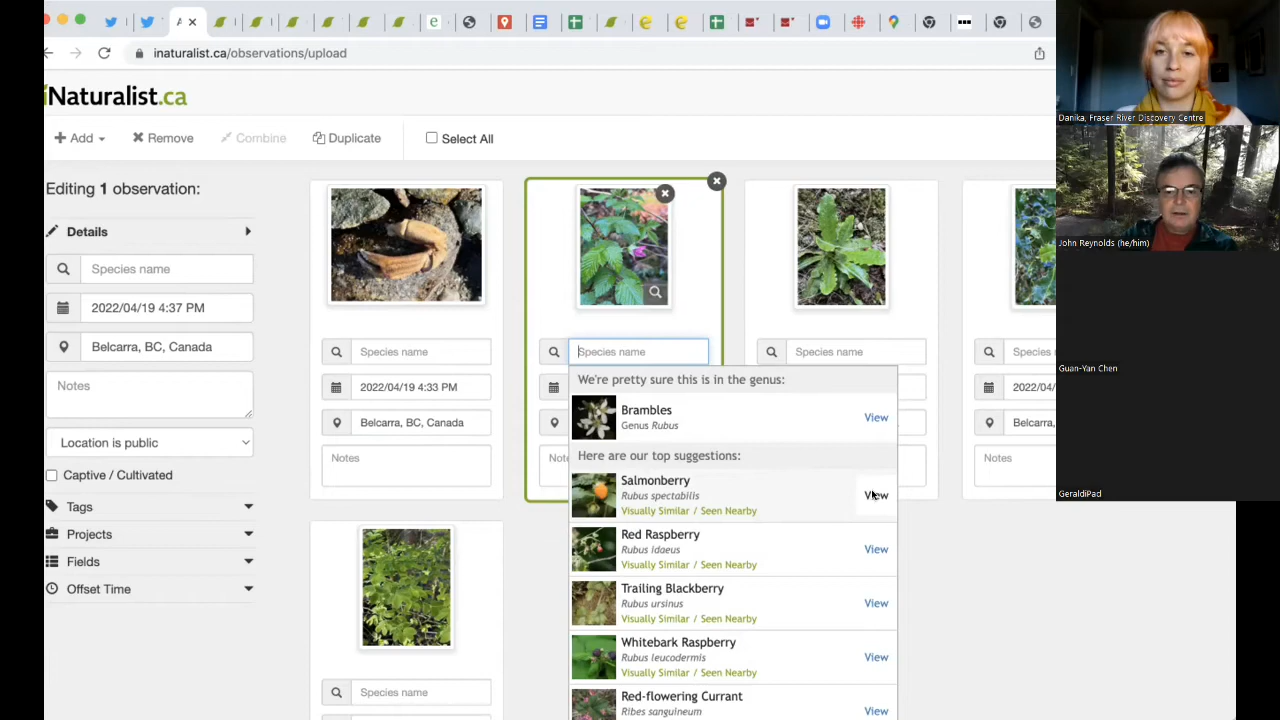 inaturalist.ca/observations/upload
iNaturalist.ca
Add
Remove
Combine
Duplicate
Select All
Editing 1 observation:
Details
Species name
2022/04/19 4:37 PM
Belcarra, BC, Canada
Notes
Location is public
Captive / Cultivated
Tags
Projects
Fields
Offset Time
Species name
2022/04/19 4:33 PM
Belcarra, BC, Canada
Notes
Species name
Species name
Notes
We're pretty sure this is in the genus:
Brambles
Genus Rubus
View
Here are our top suggestions:
Salmonberry
Rubus spectabilis
Visually Similar / Seen Nearby
View
Red Raspberry
Rubus idaeus
Visually Similar / Seen Nearby
View
Trailing Blackberry
Rubus ursinus
Visually Similar / Seen Nearby
View
Whitebark Raspberry
Rubus leucodermis
Visually Similar / Seen Nearby
View
Red-flowering Currant
Ribes sanguineum
View
Species name
Species name
2022/04/
Belcarra,
Notes
Danika, Fraser River Discovery Centre
John Reynolds (he/him)
Guan-Yan Chen
GeraldiPad